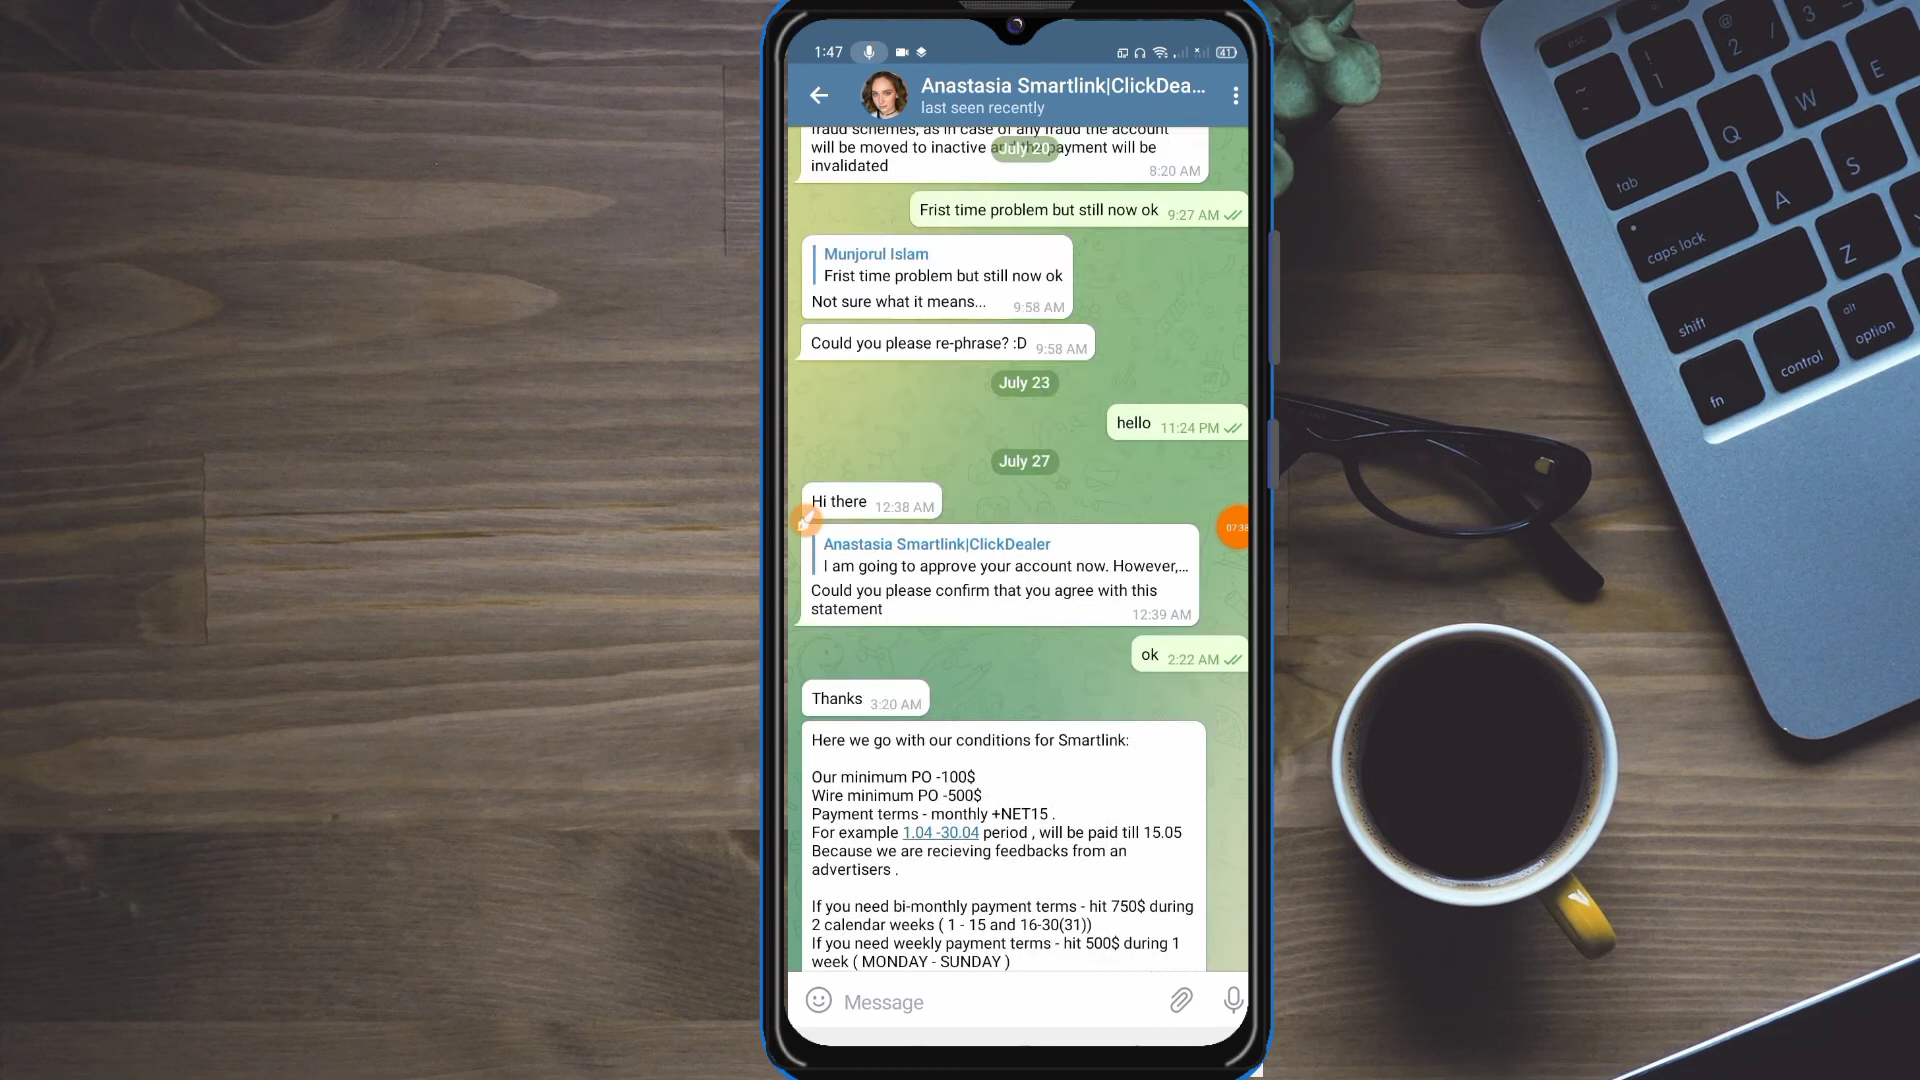 1:47
41
Anastasia Smartlink|ClickDea...
last seen recently
fraud schemes, as in case of any fraud the account
will be moved to inactive and the payment will be
invalidated
8:20 AM
July 20
Frist time problem but still now ok 9:27 AM
Munjorul Islam
Frist time problem but still now ok
Not sure what it means... 9:58 AM
Could you please re-phrase? :D 9:58 AM
July 23
hello 11:24 PM
July 27
Hi there 12:38 AM
07:38
Anastasia Smartlink|ClickDealer
I am going to approve your account now. However,...
Could you please confirm that you agree with this
statement 12:39 AM
ok 2:22 AM
Thanks 3:20 AM
Here we go with our conditions for Smartlink:
Our minimum PO -100$
Wire minimum PO -500$
Payment terms - monthly +NET15 .
For example 1.04 -30.04 period , will be paid till 15.05
Because we are recieving feedbacks from an
advertisers .
If you need bi-monthly payment terms - hit 750$ during
2 calendar weeks ( 1 - 15 and 16-30(31))
If you need weekly payment terms - hit 500$ during 1
week ( MONDAY - SUNDAY )
Message
esc
~
`
!
1
@
2
3
tab
Q
W
E
caps lock
A
S
shift
Z
fn
control
alt
option